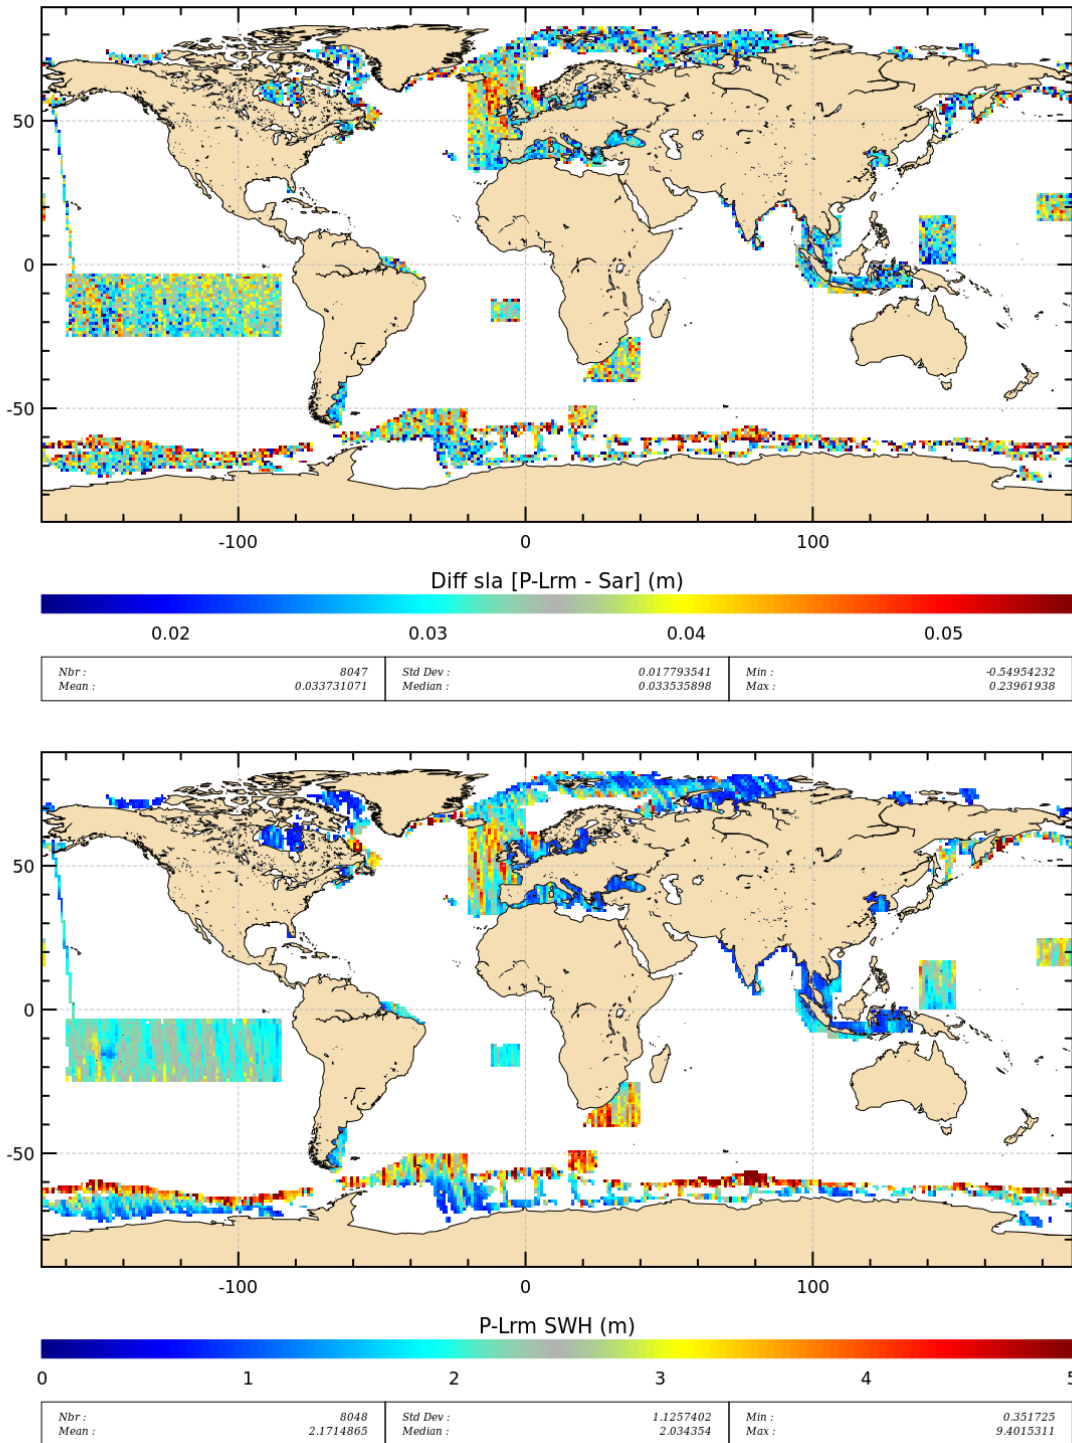 50
0
-50
-100 0 100
Diff sla [P-Lrm - Sar] (m)
0.02 0.03 0.04 0.05
Nbr : 8047 Std Dev : 0.017793541 Min : -0.54954232
Mean : 0.033731071 Median : 0.033535898 Max : 0.23961938
50
0
-50
-100 0 100
P-Lrm SWH (m)
0 1 2 3 4 5
Nbr : 8048 Std Dev : 1.1257402 Min : 0.351725
Mean : 2.1714865 Median : 2.034354 Max : 9.4015311